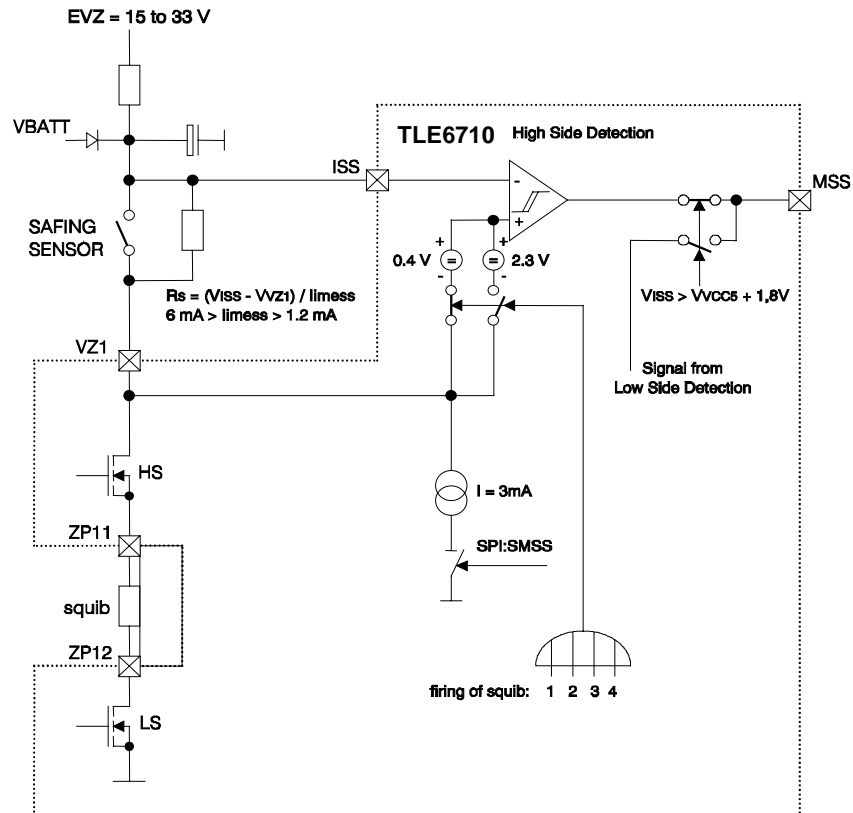 EVZ = 15 to 33 V
VBATT
TLE6710 High Side Detection
ISS
MSS
-
+
SAFING
SENSOR
+ +
0.4 V = = 2.3 V
- -
Rs = (VISS - VVZ1) / limess
6 mA > limess > 1.2 mA
VISS > VVCC5 + 1,8V
VZ1
Signal from
Low Side Detection
HS
I = 3mA
ZP11
SPI:SMSS
squib
ZP12
firing of squib: 1 2 3 4
LS